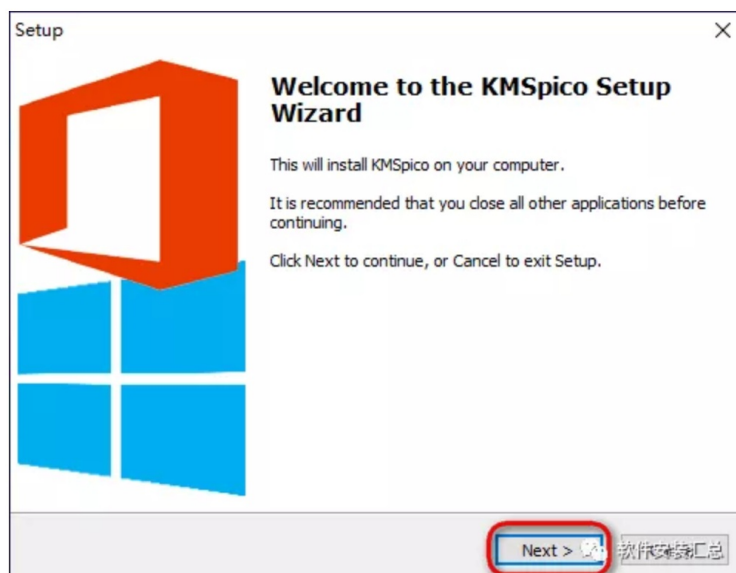 Setup
Welcome to the KMSpico Setup
Wizard
This will install KMSpico on your computer.
It is recommended that you close all other applications before
continuing.
Click Next to continue, or Cancel to exit Setup.
Next >
软件安装汇总